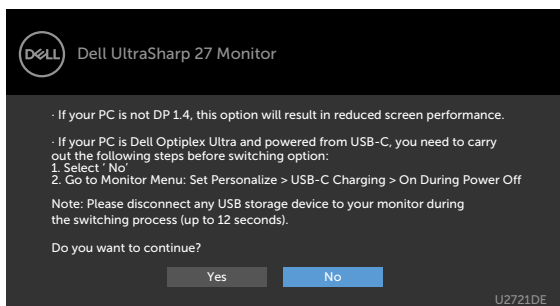 DELL
Dell UltraSharp 27 Monitor
· If your PC is not DP 1.4, this option will result in reduced screen performance.
· If your PC is Dell Optiplex Ultra and powered from USB-C, you need to carry
out the following steps before switching option:
1. Select ‘ No’
2. Go to Monitor Menu: Set Personalize > USB-C Charging > On During Power Off
Note: Please disconnect any USB storage device to your monitor during
the switching process (up to 12 seconds).
Do you want to continue?
Yes
No
U2721DE